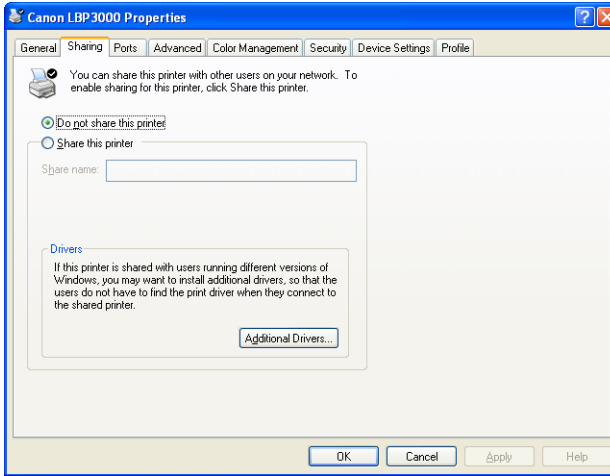 Canon LBP3000 Properties
General Sharing Ports Advanced Color Management Security Device Settings Profile
You can share this printer with other users on your network. To
enable sharing for this printer, click Share this printer.
Do not share this printer
Share this printer
Share name:
Drivers
If this printer is shared with users running different versions of
Windows, you may want to install additional drivers, so that the
users do not have to find the print driver when they connect to
the shared printer.
Additional Drivers...
OK Cancel Apply Help